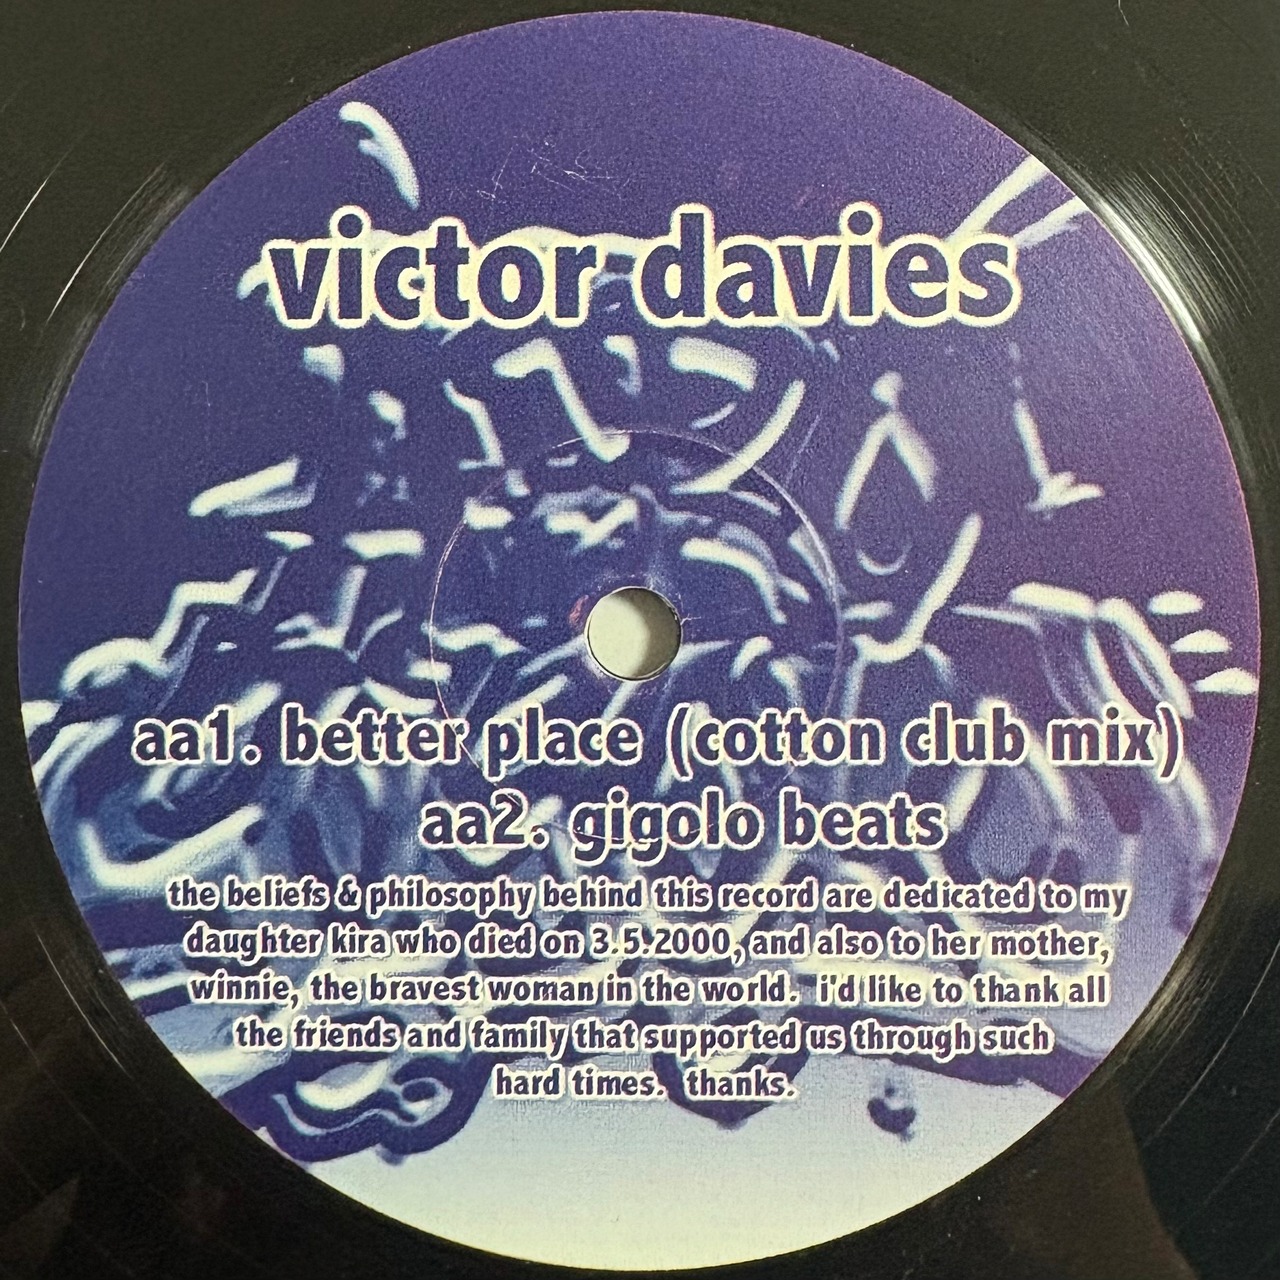 victor davies
aa1. better place (cotton club mix)
aa2. gigolo beats
the beliefs & philosophy behind this record are dedicated to my
daughter kira who died on 3.5.2000, and also to her mother,
winnie, the bravest woman in the world. i'd like to thank all
the friends and family that supported us through such
hard times. thanks.